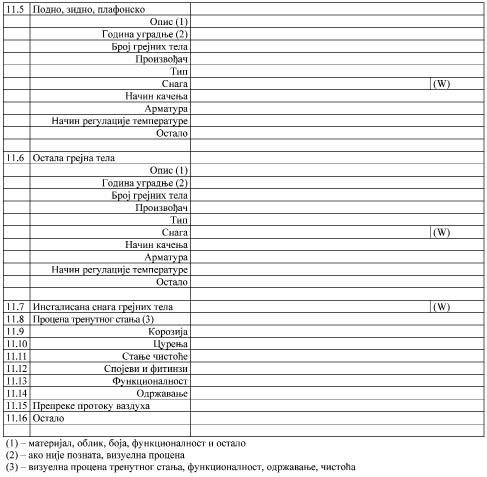 11.5 Подно, зидно, плафонско
Опис (1)
Година уградње (2)
Број грејних тела
Произвођач
Тип
Снага (W)
Начин качења
Арматура
Начин регулације температуре
Остало
11.6 Остала грејна тела
Опис (1)
Година уградње (2)
Број грејних тела
Произвођач
Тип
Снага (W)
Начин качења
Арматура
Начин регулације температуре
Остало
11.7 Инсталисана снага грејних тела (W)
11.8 Процена тренутног стања (3)
11.9 Корозија
11.10 Цурења
11.11 Стање чистоће
11.12 Спојеви и фитинзи
11.13 Функционалност
11.14 Одржавање
11.15 Препреке протоку ваздуха
11.16 Остало
(1) – материјал, облик, боја, функционалност и остало
(2) – ако није позната, визуелна процена
(3) – визуелна процена тренутног стања, функционалност, одржавање, чистоћа